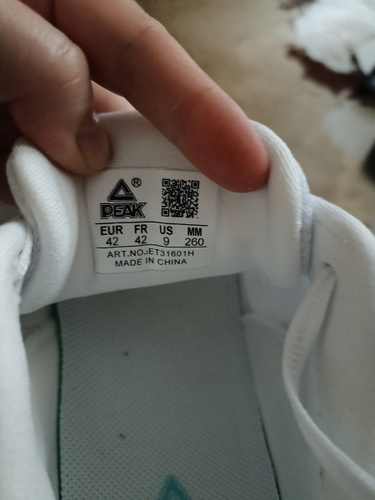 ®
PEAK
EUR FR US MM
42 42 9 260
ART.NO.:ET31601H
MADE IN CHINA